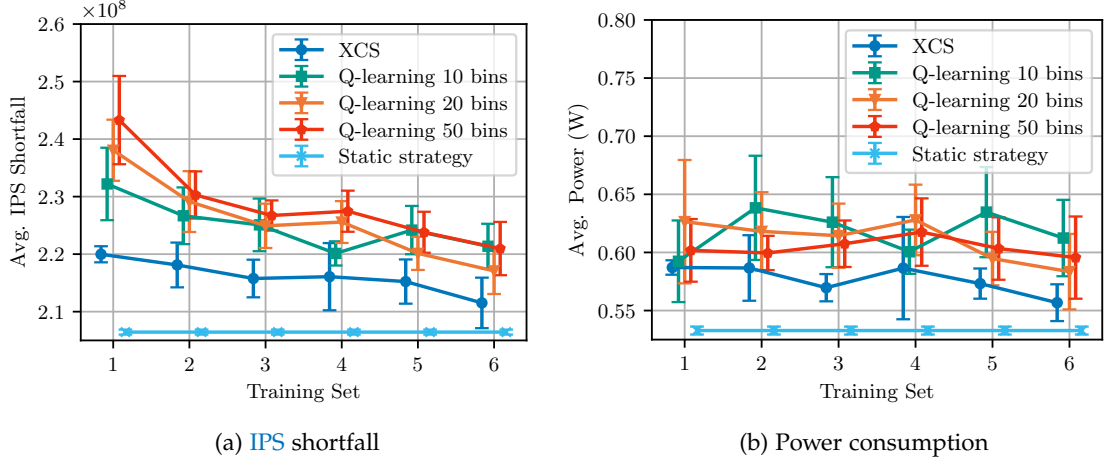 ×10⁸
2.6
2.5
2.4
2.3
2.2
2.1
Avg. IPS Shortfall
XCS
Q-learning 10 bins
Q-learning 20 bins
Q-learning 50 bins
Static strategy
1 2 3 4 5 6
Training Set
(a) IPS shortfall
0.80
0.75
0.70
0.65
0.60
0.55
Avg. Power (W)
XCS
Q-learning 10 bins
Q-learning 20 bins
Q-learning 50 bins
Static strategy
1 2 3 4 5 6
Training Set
(b) Power consumption